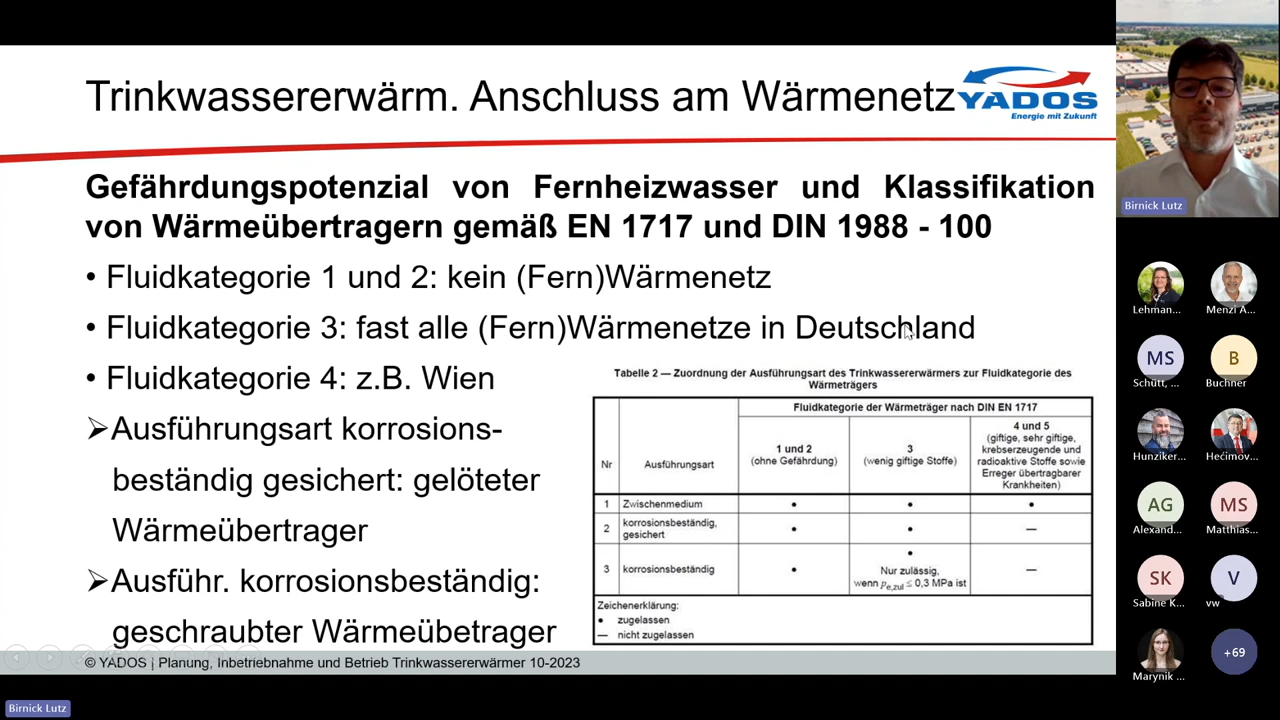 Trinkwassererwärm. Anschluss am Wärmenetz
YADOS
Energie mit Zukunft
Gefährdungspotenzial von Fernheizwasser und Klassifikation
von Wärmeübertragern gemäß EN 1717 und DIN 1988 - 100
• Fluidkategorie 1 und 2: kein (Fern)Wärmenetz
• Fluidkategorie 3: fast alle (Fern)Wärmenetze in Deutschland
• Fluidkategorie 4: z.B. Wien
➢Ausführungsart korrosions-
beständig gesichert: gelöteter
Wärmeübertrager
➢Ausführ. korrosionsbeständig:
geschraubter Wärmeübetrager
Tabelle 2 — Zuordnung der Ausführungsart des Trinkwassererwärmers zur Fluidkategorie des
Wärmeträgers
Fluidkategorie der Wärmeträger nach DIN EN 1717
Nr
Ausführungsart
1 und 2
(ohne Gefährdung)
3
(wenig giftige Stoffe)
4 und 5
(giftige, sehr giftige,
krebserzeugende und
radioaktive Stoffe sowie
Erreger übertragbarer
Krankheiten)
1 Zwischenmedium • • •
2 korrosionsbeständig,
gesichert • • —
3 korrosionsbeständig • •
Nur zulässig,
wenn pe,zul ≤ 0,3 MPa ist
—
Zeichenerklärung:
• zugelassen
— nicht zugelassen
© YADOS | Planung, Inbetriebnahme und Betrieb Trinkwassererwärmer 10-2023
Birnick Lutz
Birnick Lutz
Lehman...
Menzi A...
MS
B
Schütt, ...
Buchner
Hunziker...
Hećimov...
AG
MS
Alexand...
Matthias...
SK
V
Sabine K...
vw
+69
Marynik ...